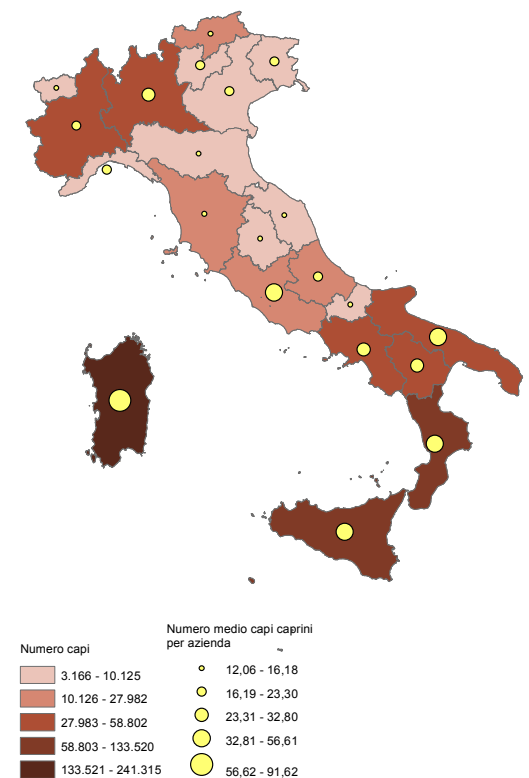 Numero capi
3.166 - 10.125
10.126 - 27.982
27.983 - 58.802
58.803 - 133.520
133.521 - 241.315
Numero medio capi caprini
per azienda
12,06 - 16,18
16,19 - 23,30
23,31 - 32,80
32,81 - 56,61
56,62 - 91,62